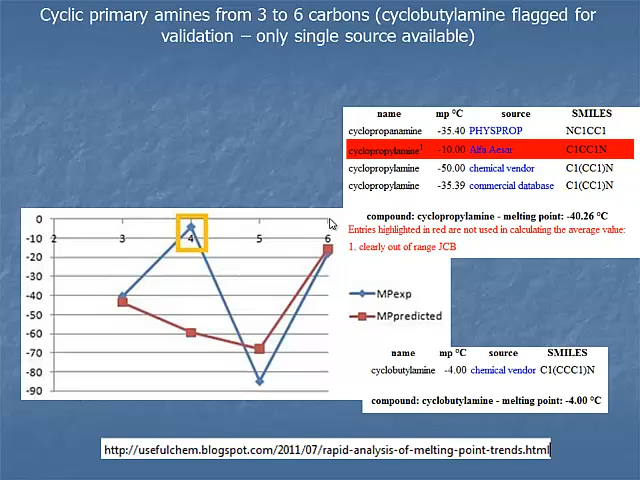 Cyclic primary amines from 3 to 6 carbons (cyclobutylamine flagged for
validation – only single source available)
name mp °C source SMILES
cyclopropanamine -35.40 PHYSPROP NC1CC1
cyclopropylamine1 -10.00 Alfa Aesar C1CC1N
cyclopropylamine -50.00 chemical vendor C1(CC1)N
cyclopropylamine -35.39 commercial database C1(CC1)N
compound: cyclopropylamine - melting point: -40.26 °C
Entries highlighted in red are not used in calculating the average value:
1. clearly out of range JCB
0
-10
-20
-30
-40
-50
-60
-70
-80
-90
2 3 4 5 6
MPexp
MPpredicted
name mp °C source SMILES
cyclobutylamine -4.00 chemical vendor C1(CCC1)N
compound: cyclobutylamine - melting point: -4.00 °C
http://usefulchem.blogspot.com/2011/07/rapid-analysis-of-melting-point-trends.html